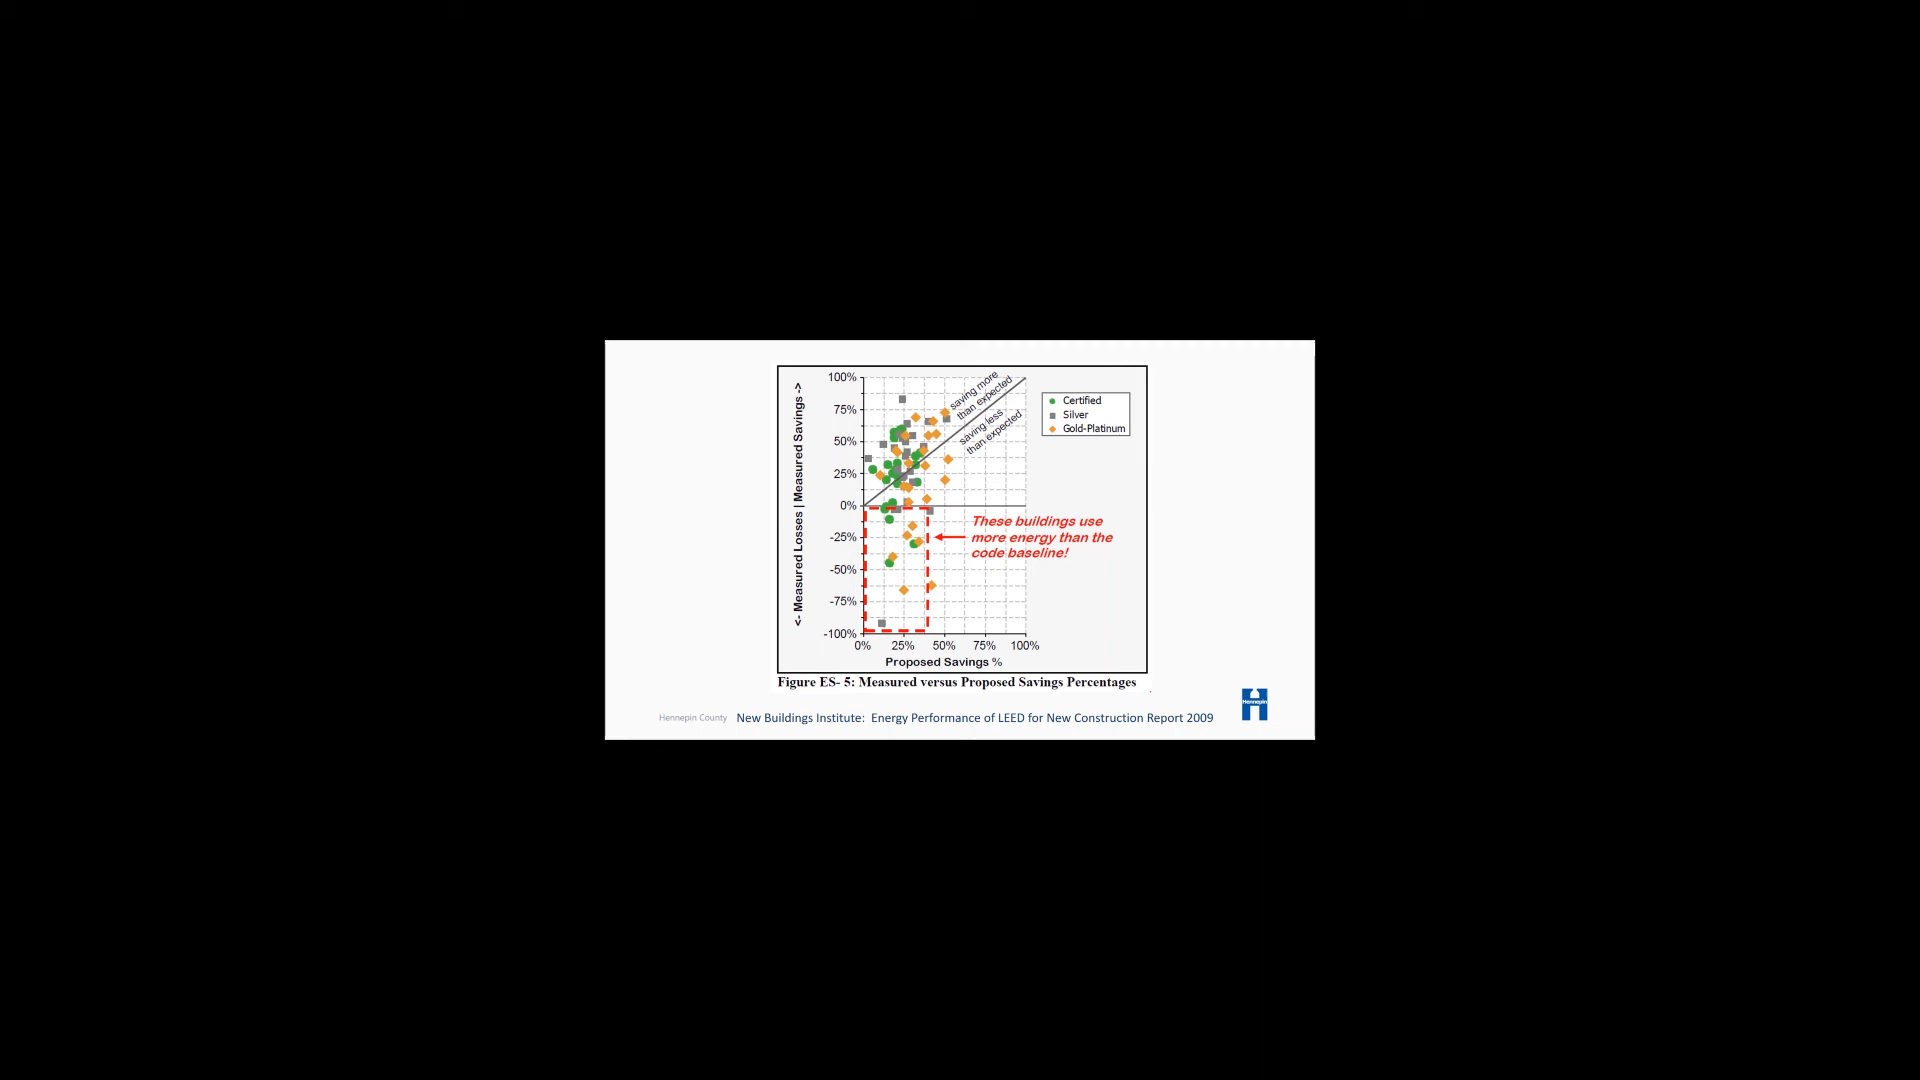 100%
75%
50%
25%
0%
-25%
-50%
-75%
-100%
<- Measured Losses | Measured Savings ->
saving more
than expected
saving less
than expected
Certified
Silver
Gold-Platinum
These buildings use
more energy than the
code baseline!
0% 25% 50% 75% 100%
Proposed Savings %
Figure ES- 5: Measured versus Proposed Savings Percentages
Hennepin County New Buildings Institute: Energy Performance of LEED for New Construction Report 2009
Hennepin